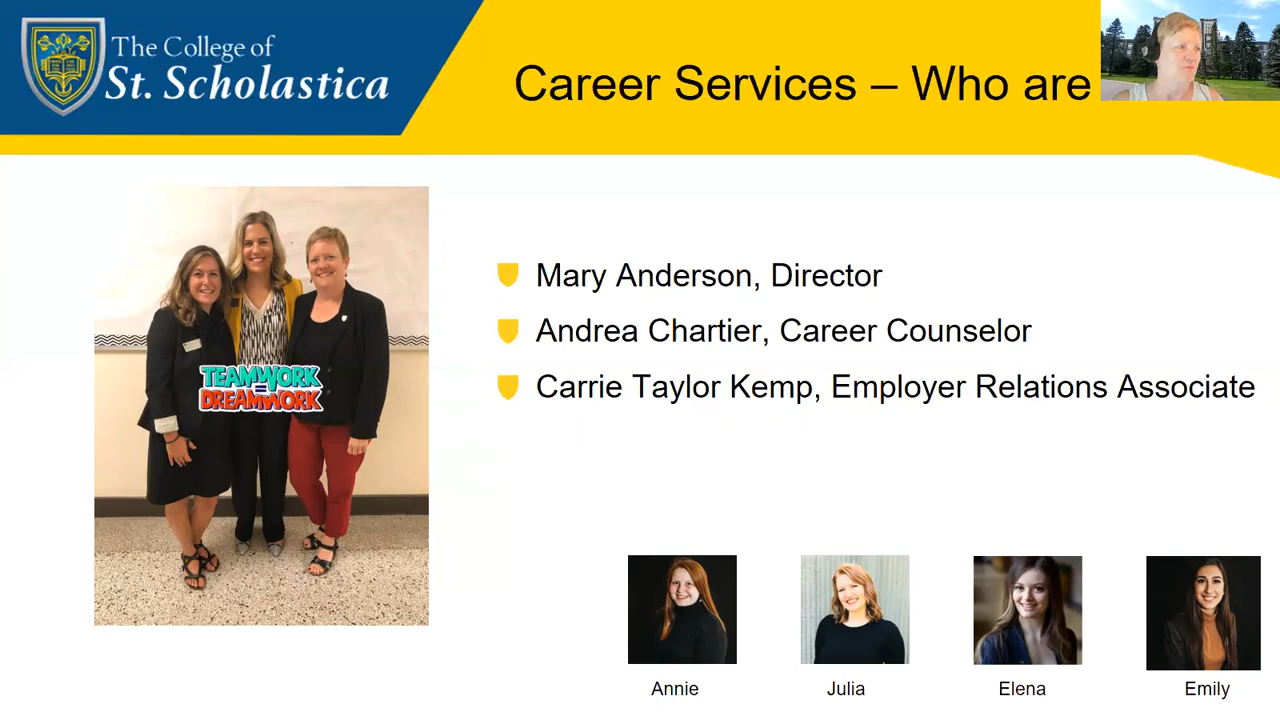 The College of
St. Scholastica
Career Services – Who are
Mary Anderson, Director
Andrea Chartier, Career Counselor
Carrie Taylor Kemp, Employer Relations Associate
TEAMWORK
=
DREAMWORK
Annie
Julia
Elena
Emily